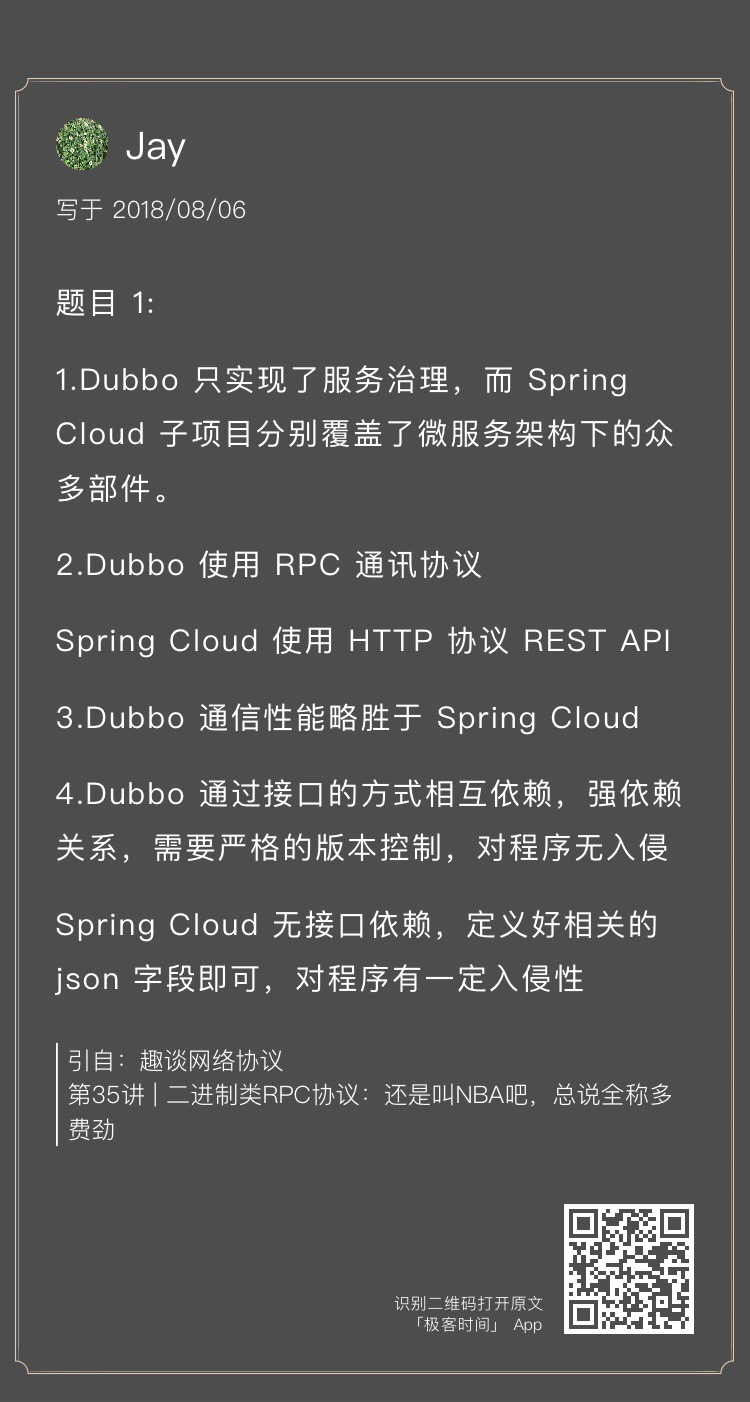 Jay
写于 2018/08/06
题目 1:
1.Dubbo 只实现了服务治理，而 Spring
Cloud 子项目分别覆盖了微服务架构下的众
多部件。
2.Dubbo 使用 RPC 通讯协议
Spring Cloud 使用 HTTP 协议 REST API
3.Dubbo 通信性能略胜于 Spring Cloud
4.Dubbo 通过接口的方式相互依赖，强依赖
关系，需要严格的版本控制，对程序无入侵
Spring Cloud 无接口依赖，定义好相关的
json 字段即可，对程序有一定入侵性
引自：趣谈网络协议
第35讲 | 二进制类RPC协议：还是叫NBA吧，总说全称多
费劲
识别二维码打开原文
「极客时间」 App